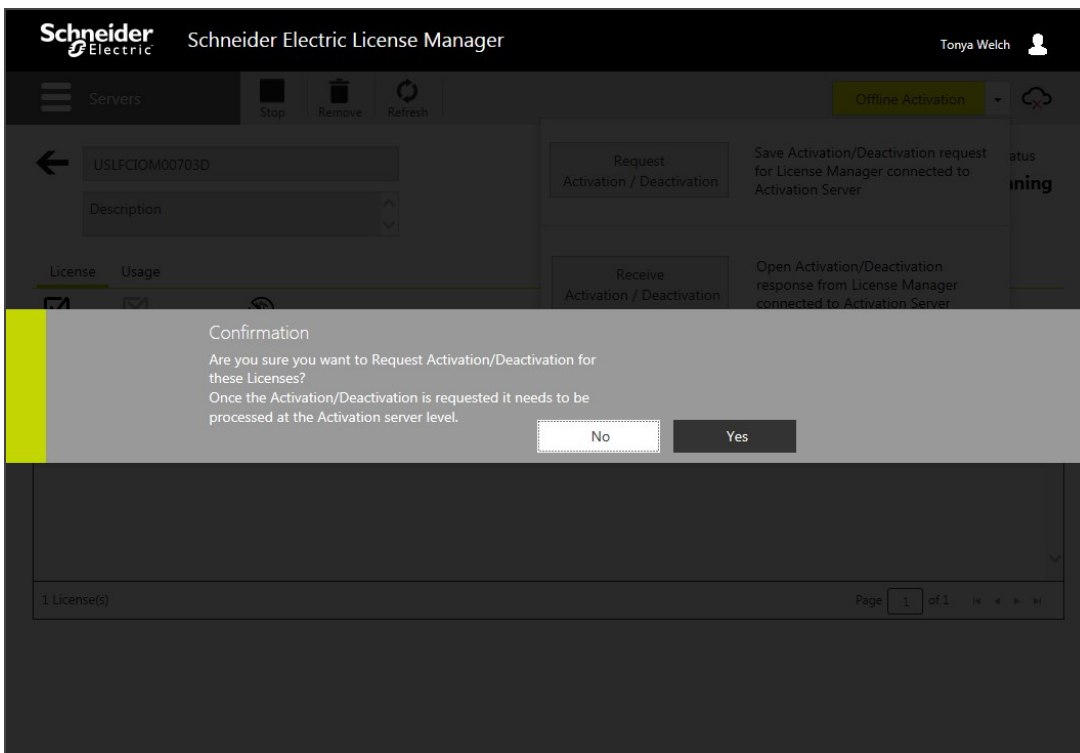 Schneider
Electric
Schneider Electric License Manager
Tonya Welch
Servers
Stop
Remove
Refresh
Offline Activation
USLFCIOM00703D
Description
Request
Activation / Deactivation
Save Activation/Deactivation request
for License Manager connected to
Activation Server
atus
nning
License
Usage
Receive
Activation / Deactivation
Open Activation/Deactivation
response from License Manager
connected to Activation Server
Confirmation
Are you sure you want to Request Activation/Deactivation for
these Licenses?
Once the Activation/Deactivation is requested it needs to be
processed at the Activation server level.
No
Yes
1 License(s)
Page 1 of 1